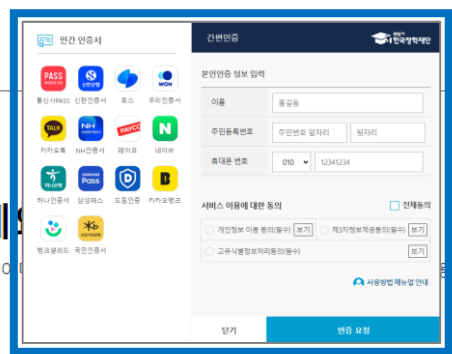 민간 인증서
PASS
통신사PASS 신한인증서 토스 우리인증서
TALK NH PAYCO N
카카오톡 NH인증서 페이코 네이버
Pass B
하나인증서 삼성패스 드림인증 카카오뱅크
뱅크샐러드 국민인증서
간편인증
한국장학재단
본인인증 정보 입력
이름 홍길동
주민등록번호 주민번호 앞자리 뒷자리
휴대폰 번호 010 12341234
서비스 이용에 대한 동의 전체동의
개인정보 이용 동의(필수) 보기 제3자정보제공동의(필수) 보기
고유식별정보처리동의(필수) 보기
사용방법 매뉴얼 안내
닫기 인증 요청